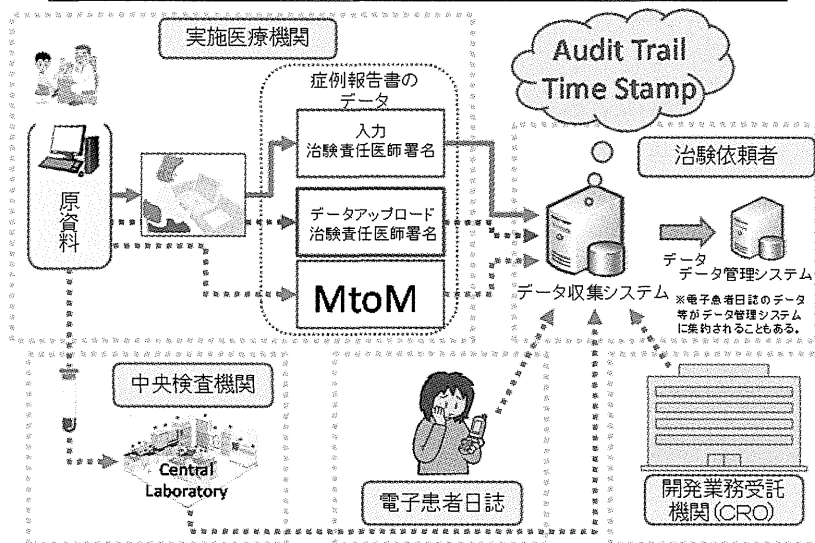 実施医療機関
Audit Trail
Time Stamp
症例報告書の
データ
入力
治験責任医師署名
治験依頼者
原資料
データアップロード
治験責任医師署名
MtoM
データ収集システム
データ
データ管理システム
※電子患者日誌のデータ
等がデータ管理システム
に集約されることもある。
中央検査機関
Central
Laboratory
電子患者日誌
開発業務受託
機関(CRO)